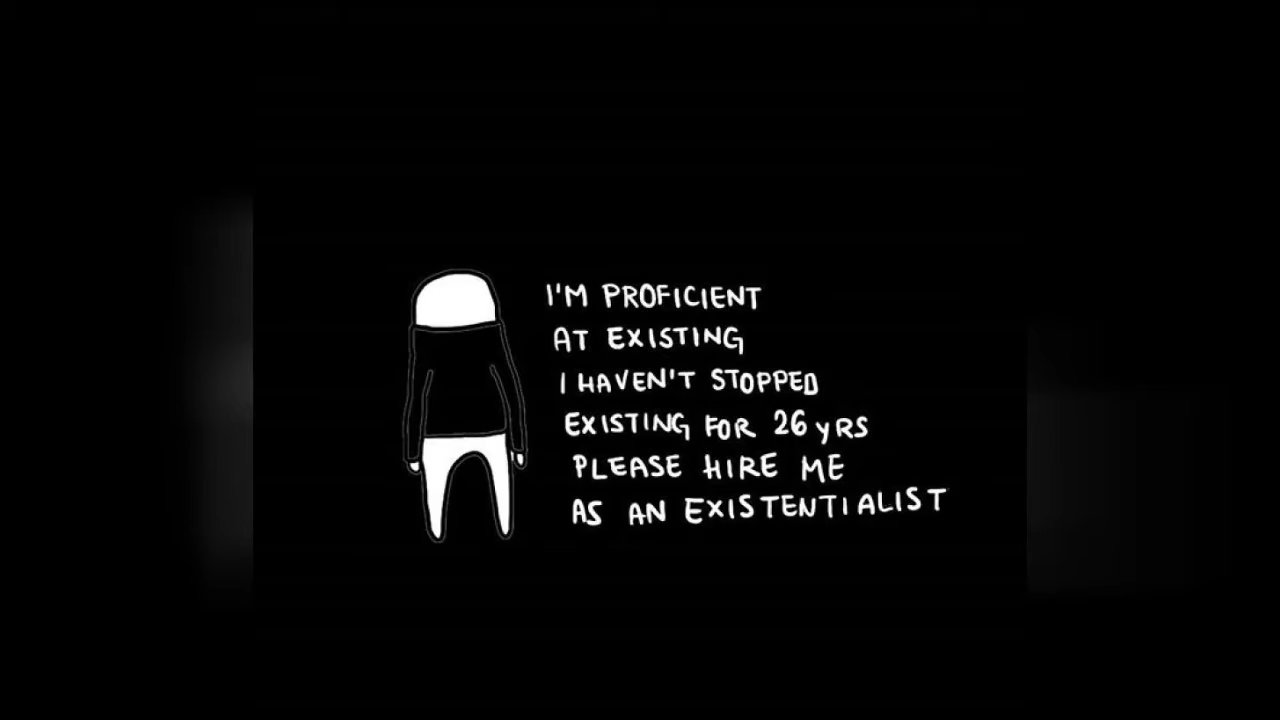 I'M PROFICIENT
AT EXISTING
I HAVEN'T STOPPED
EXISTING FOR 26 yRS
PLEASE HIRE ME
AS AN EXISTENTIALIST